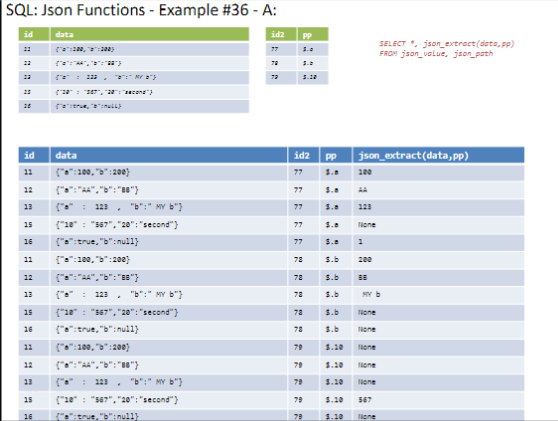 SQL: Json Functions - Example #36 - A:
id data
11 {"a":100,"b":200}
12 {"a":"AA","b":"BB"}
13 {"a" : 123 , "b":" MY b"}
15 {"10" : "567","20":"second"}
16 {"a":true,"b":null}
id2 pp
77 $.a
78 $.b
79 $.10
SELECT *, json_extract(data,pp)
FROM json_value, json_path
id data id2 pp json_extract(data,pp)
11 {"a":100,"b":200} 77 $.a 100
12 {"a":"AA","b":"BB"} 77 $.a AA
13 {"a" : 123 , "b":" MY b"} 77 $.a 123
15 {"10" : "567","20":"second"} 77 $.a None
16 {"a":true,"b":null} 77 $.a 1
11 {"a":100,"b":200} 78 $.b 200
12 {"a":"AA","b":"BB"} 78 $.b BB
13 {"a" : 123 , "b":" MY b"} 78 $.b MY b
15 {"10" : "567","20":"second"} 78 $.b None
16 {"a":true,"b":null} 78 $.b None
11 {"a":100,"b":200} 79 $.10 None
12 {"a":"AA","b":"BB"} 79 $.10 None
13 {"a" : 123 , "b":" MY b"} 79 $.10 None
15 {"10" : "567","20":"second"} 79 $.10 567
16 {"a":true,"b":null} 79 $.10 None